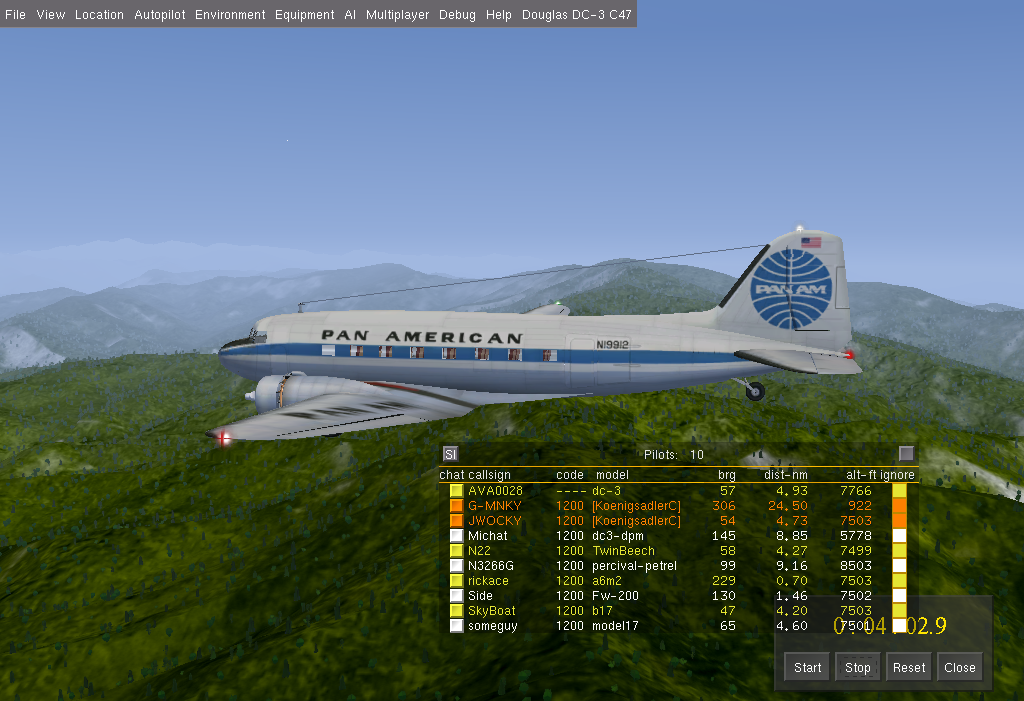 File View Location Autopilot Environment Equipment AI Multiplayer Debug Help Douglas DC-3 C47
PAN AM
PAN AMERICAN
N19912
SI Pilots: 10
chat callsign code model brg dist-nm alt-ft ignore
AVA0028 ---- dc-3 57 4.93 7766
G-MNKY 1200 [KoenigsadlerC] 306 24.50 922
JWOCKY 1200 [KoenigsadlerC] 54 4.73 7503
Michat 1200 dc3-dpm 145 8.85 5778
N22 1200 TwinBeech 58 4.27 7499
N3266G 1200 percival-petrel 99 9.16 8503
rickace 1200 a6m2 229 0.70 7503
Side 1200 Fw-200 130 1.46 7502
SkyBoat 1200 b17 47 4.20 7503
someguy 1200 model17 65 4.60 7501
Start Stop Reset Close